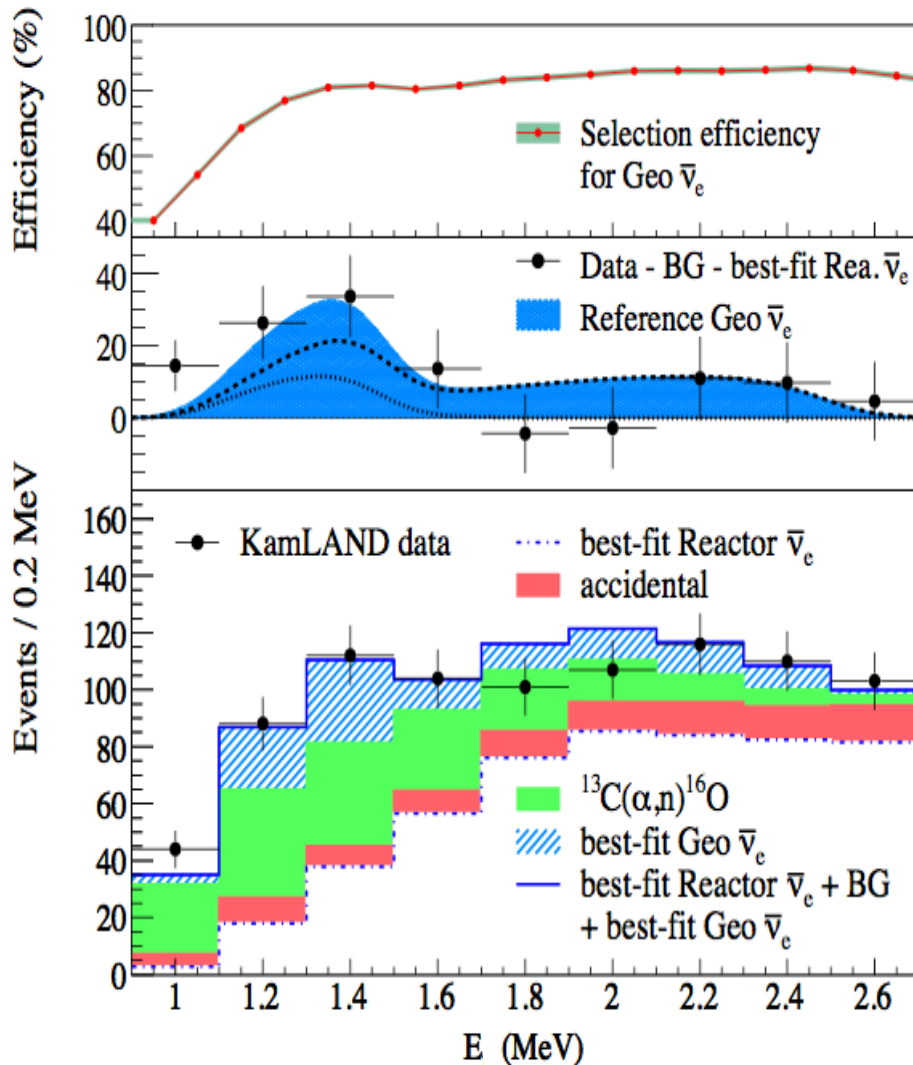 Efficiency (%)
100
80
60
40
Selection efficiency
for Geo ν̅e
40
20
0
Data - BG - best-fit Rea. ν̅e
Reference Geo ν̅e
Events / 0.2 MeV
160
140
120
100
80
60
40
20
0
KamLAND data
best-fit Reactor ν̅e
accidental
¹³C(α,n)¹⁶O
best-fit Geo ν̅e
best-fit Reactor ν̅e + BG
+ best-fit Geo ν̅e
1 1.2 1.4 1.6 1.8 2 2.2 2.4 2.6
E (MeV)